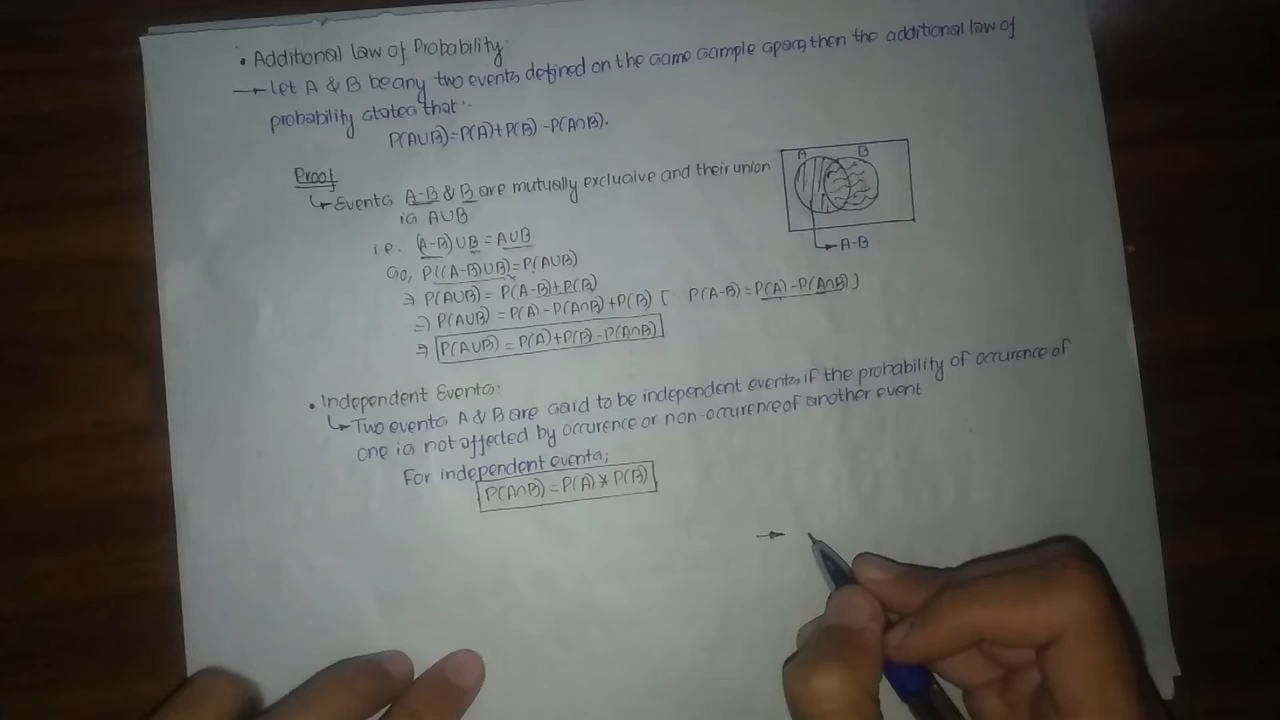 • Additional law of Probability:
→ Let A & B be any two events defined on the same sample space, then the additional law of
probability states that:-
P(A∪B)=P(A)+P(B)-P(A∩B).
Proof
↳ Events A-B & B are mutually exclusive and their union
is A∪B
i.e. (A-B)∪B = A∪B
So, P((A-B)∪B)=P(A∪B)
⇒ P(A∪B)= P(A-B)+P(B)
⇒ P(A∪B) = P(A)-P(A∩B)+P(B) [ P(A-B)=P(A)-P(A∩B)]
⇒ P(A∪B) = P(A)+P(B)-P(A∩B)
A B
A-B
• Independent Events:
↳ Two events A & B are said to be independent events if the probability of occurence of
one is not affected by occurence or non-occurence of another event
For independent events;
P(A∩B)=P(A)*P(B)
→